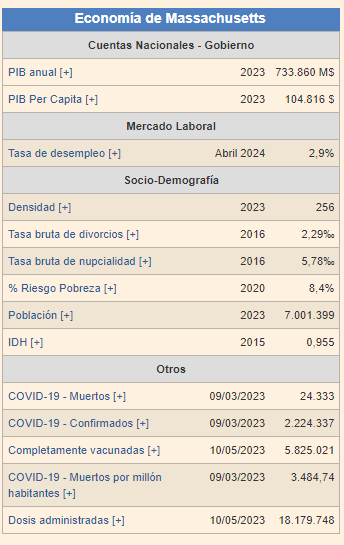 Economía de Massachusetts
Cuentas Nacionales - Gobierno
PIB anual [+] 2023 733.860 M$
PIB Per Capita [+] 2023 104.816 $
Mercado Laboral
Tasa de desempleo [+] Abril 2024 2,9%
Socio-Demografía
Densidad [+] 2023 256
Tasa bruta de divorcios [+] 2016 2,29‰
Tasa bruta de nupcialidad [+] 2016 5,78‰
% Riesgo Pobreza [+] 2020 8,4%
Población [+] 2023 7.001.399
IDH [+] 2015 0,955
Otros
COVID-19 - Muertos [+] 09/03/2023 24.333
COVID-19 - Confirmados [+] 09/03/2023 2.224.337
Completamente vacunadas [+] 10/05/2023 5.825.021
COVID-19 - Muertos por millón 09/03/2023 3.484,74
habitantes [+]
Dosis administradas [+] 10/05/2023 18.179.748